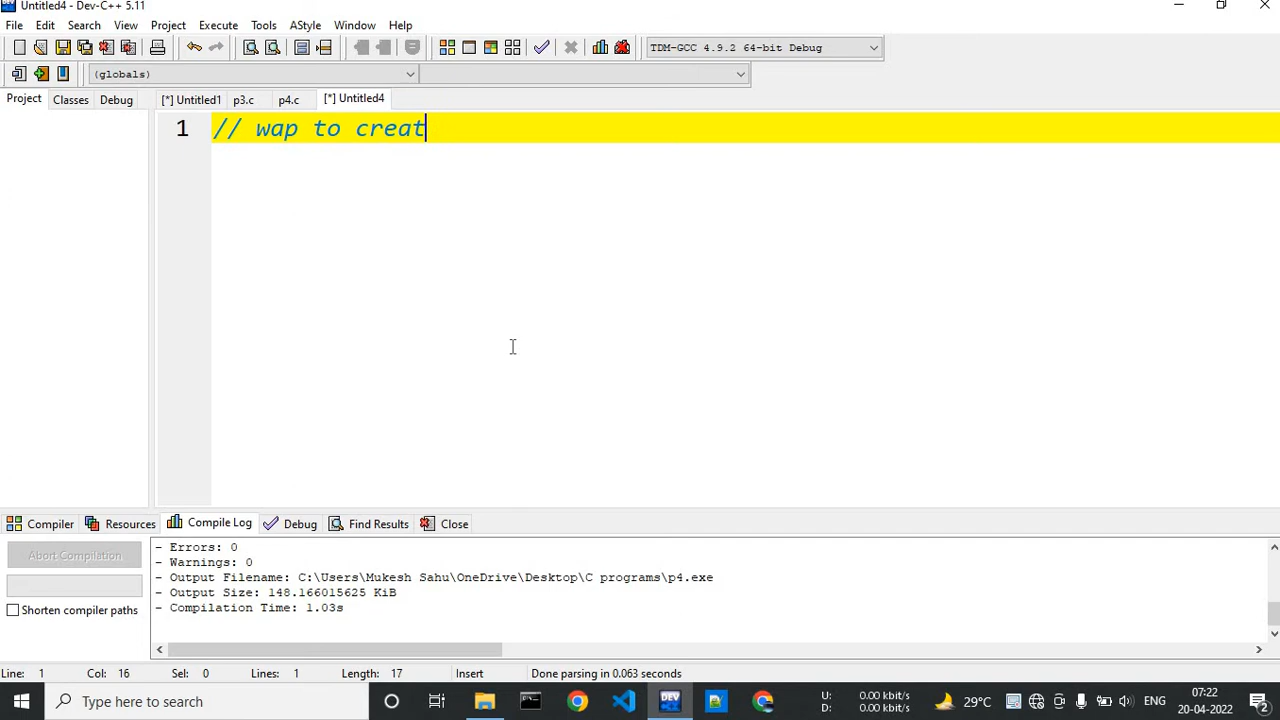 Untitled4 - Dev-C++ 5.11
File Edit Search View Project Execute Tools AStyle Window Help
TDM-GCC 4.9.2 64-bit Debug
(globals)
Project Classes Debug [*] Untitled1 p3.c p4.c [*] Untitled4
1 // wap to creat
Compiler Resources Compile Log Debug Find Results Close
Abort Compilation
Shorten compiler paths
- Errors: 0
- Warnings: 0
- Output Filename: C:\Users\Mukesh Sahu\OneDrive\Desktop\C programs\p4.exe
- Output Size: 148.166015625 KiB
- Compilation Time: 1.03s
Line: 1 Col: 16 Sel: 0 Lines: 1 Length: 17 Insert Done parsing in 0.063 seconds
Type here to search
DEV
U: 0.00 kbit/s
D: 0.00 kbit/s
29°C
ENG
07:22
20-04-2022
2